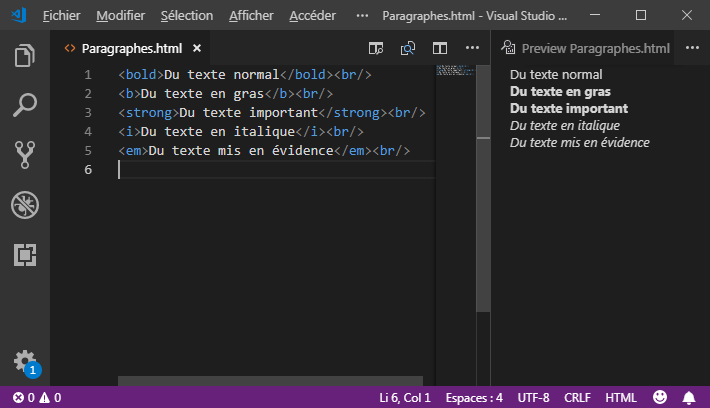 Fichier Modifier Sélection Afficher Accéder ··· Paragraphes.html - Visual Studio ...
<> Paragraphes.html × ···
Preview Paragraphes.html ···
1 <bold>Du texte normal</bold><br/>
2 <b>Du texte en gras</b><br/>
3 <strong>Du texte important</strong><br/>
4 <i>Du texte en italique</i><br/>
5 <em>Du texte mis en évidence</em><br/>
6
Du texte normal
Du texte en gras
Du texte important
Du texte en italique
Du texte mis en évidence
1
0 0 Li 6, Col 1 Espaces : 4 UTF-8 CRLF HTML